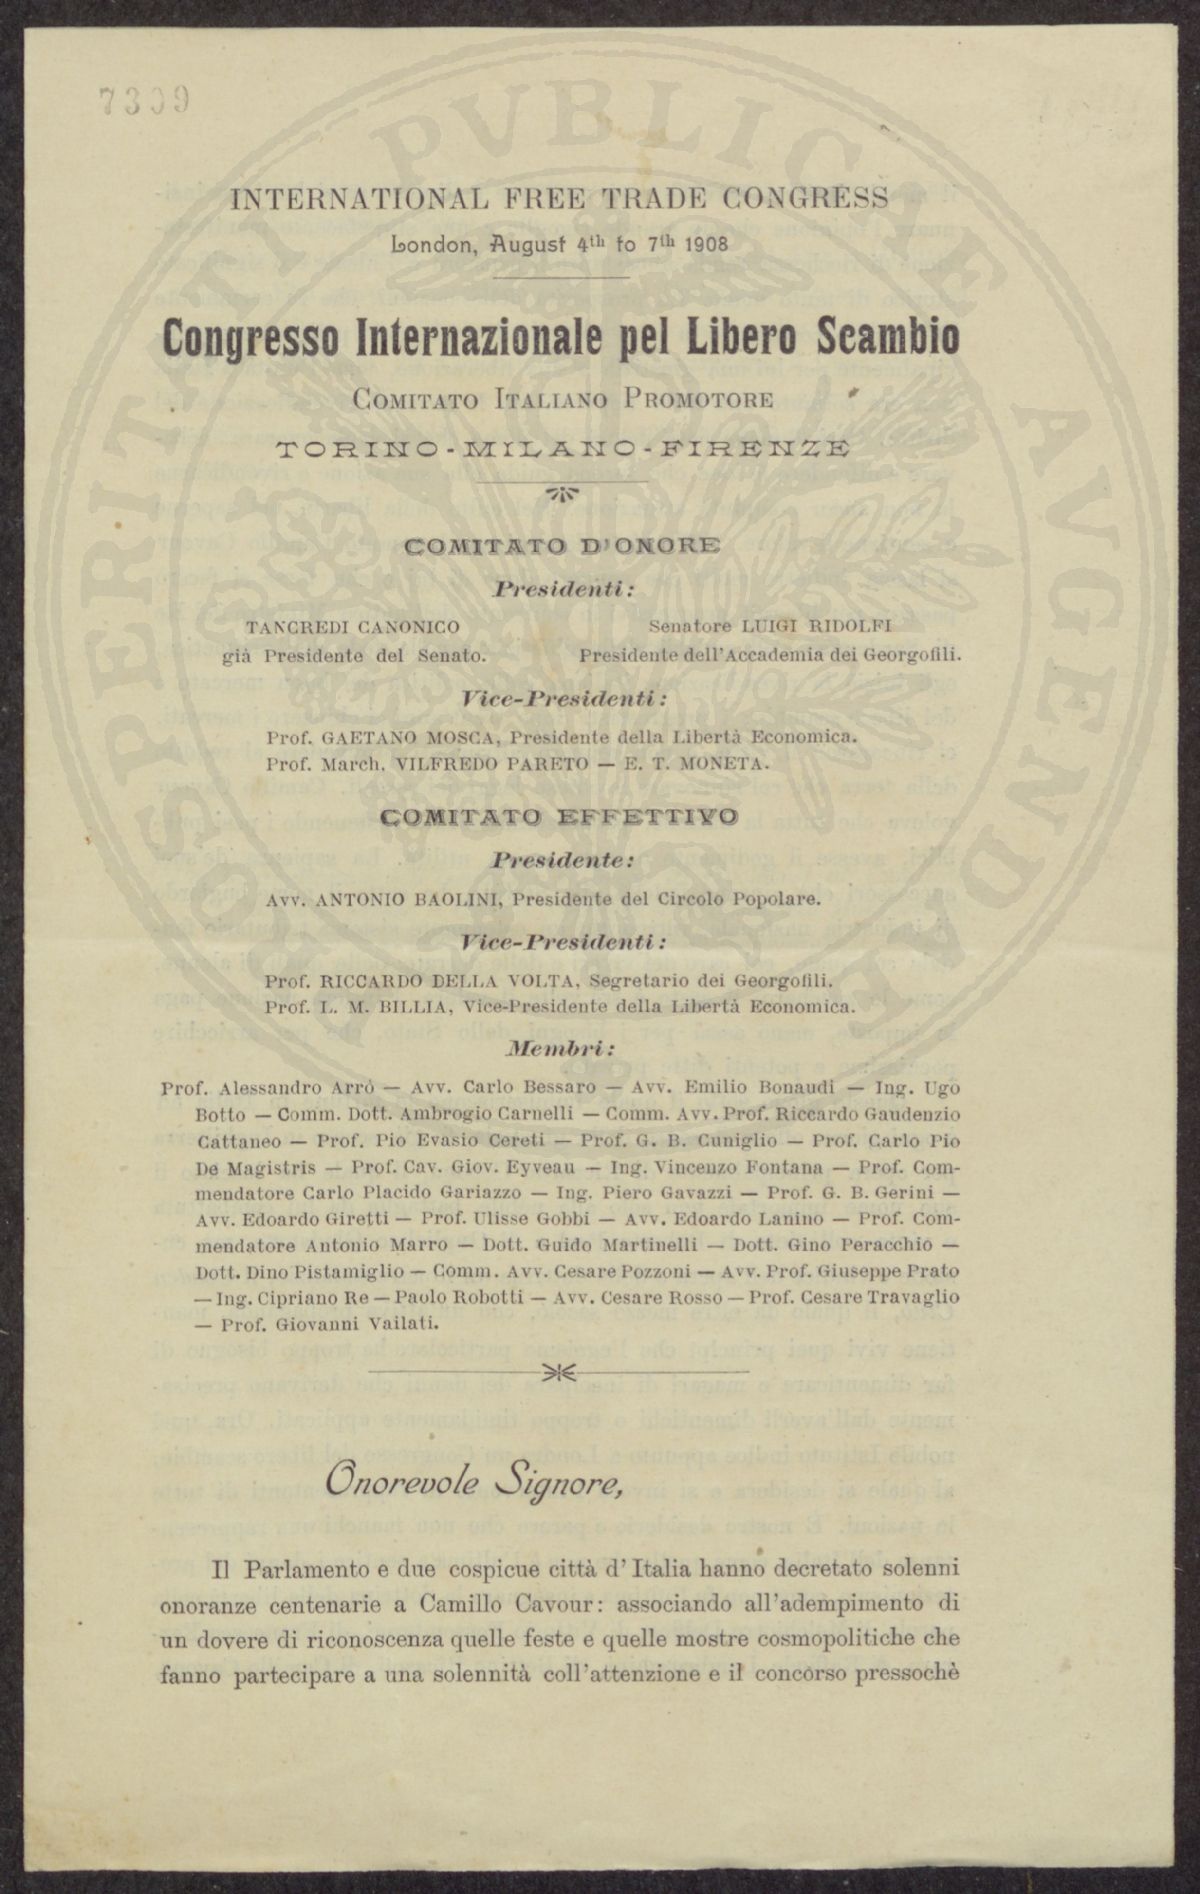 7309
INTERNATIONAL FREE TRADE CONGRESS
London, August 4th to 7th 1908
Congresso Internazionale pel Libero Scambio
Comitato Italiano Promotore
TORINO-MILANO-FIRENZE
COMITATO D'ONORE
Presidenti:
TANCREDI CANONICO
già Presidente del Senato.
Senatore LUIGI RIDOLFI
Presidente dell'Accademia dei Georgofili.
Vice-Presidenti:
Prof. GAETANO MOSCA, Presidente della Libertà Economica.
Prof. March. VILFREDO PARETO — E. T. MONETA.
COMITATO EFFETTIVO
Presidente:
Avv. ANTONIO BAOLINI, Presidente del Circolo Popolare.
Vice-Presidenti:
Prof. RICCARDO DELLA VOLTA, Segretario dei Georgofili.
Prof. L. M. BILLIA, Vice-Presidente della Libertà Economica.
Membri:
Prof. Alessandro Arrò — Avv. Carlo Bessaro — Avv. Emilio Bonaudi — Ing. Ugo
Botto — Comm. Dott. Ambrogio Carnelli — Comm. Avv. Prof. Riccardo Gaudenzio
Cattaneo — Prof. Pio Evasio Cereti — Prof. G. B. Cuniglio — Prof. Carlo Pio
De Magistris — Prof. Cav. Giov. Eyveau — Ing. Vincenzo Fontana — Prof. Com-
mendatore Carlo Placido Gariazzo — Ing. Piero Gavazzi — Prof. G. B. Gerini —
Avv. Edoardo Giretti — Prof. Ulisse Gobbi — Avv. Edoardo Lanino — Prof. Com-
mendatore Antonio Marro — Dott. Guido Martinelli — Dott. Gino Peracchio —
Dott. Dino Pistamiglio — Comm. Avv. Cesare Pozzoni — Avv. Prof. Giuseppe Prato
— Ing. Cipriano Re — Paolo Robotti — Avv. Cesare Rosso — Prof. Cesare Travaglio
— Prof. Giovanni Vailati.
Onorevole Signore,
Il Parlamento e due cospicue città d'Italia hanno decretato solenni
onoranze centenarie a Camillo Cavour: associando all'adempimento di
un dovere di riconoscenza quelle feste e quelle mostre cosmopolitiche che
fanno partecipare a una solennità coll'attenzione e il concorso pressochè
PROSPERITATI PVBLICAE AVGENDAE